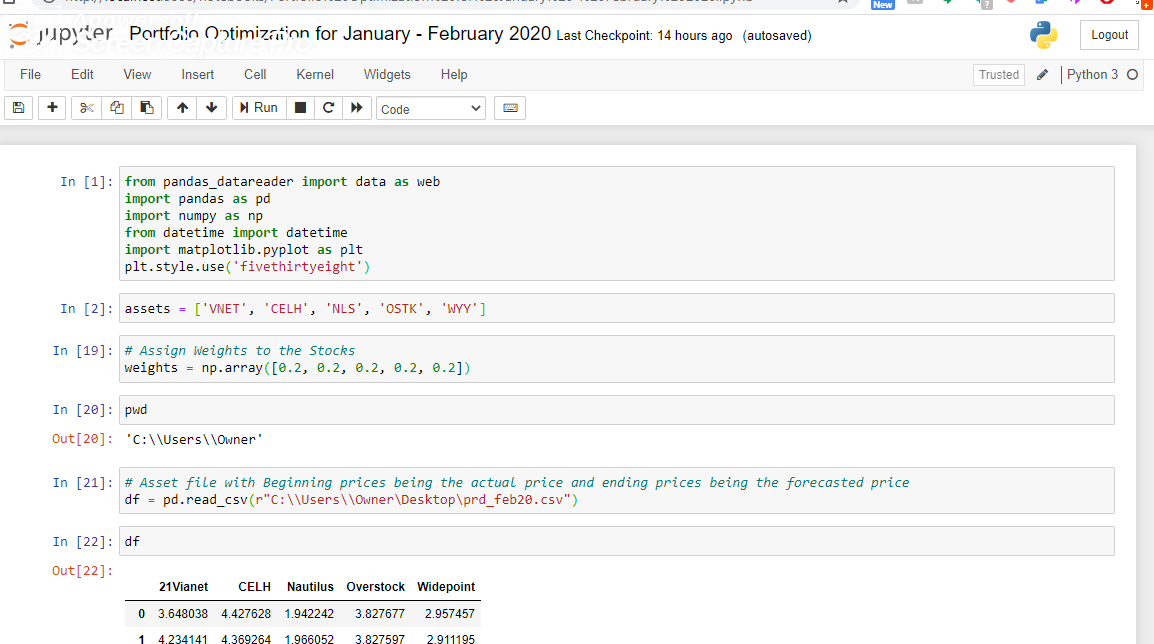 New
jupyter Portfolio Optimization for January - February 2020 Last Checkpoint: 14 hours ago (autosaved)
Logout
File Edit View Insert Cell Kernel Widgets Help
Trusted Python 3
Run Code
In [1]: from pandas_datareader import data as web
import pandas as pd
import numpy as np
from datetime import datetime
import matplotlib.pyplot as plt
plt.style.use('fivethirtyeight')
In [2]: assets = ['VNET', 'CELH', 'NLS', 'OSTK', 'WYY']
In [19]: # Assign Weights to the Stocks
weights = np.array([0.2, 0.2, 0.2, 0.2, 0.2])
In [20]: pwd
Out[20]: 'C:\\Users\\Owner'
In [21]: # Asset file with Beginning prices being the actual price and ending prices being the forecasted price
df = pd.read_csv(r"C:\\Users\\Owner\Desktop\prd_feb20.csv")
In [22]: df
Out[22]:
21Vianet CELH Nautilus Overstock Widepoint
0 3.648038 4.427628 1.942242 3.827677 2.957457
1 4.234141 4.369264 1.966052 3.827597 2.911195